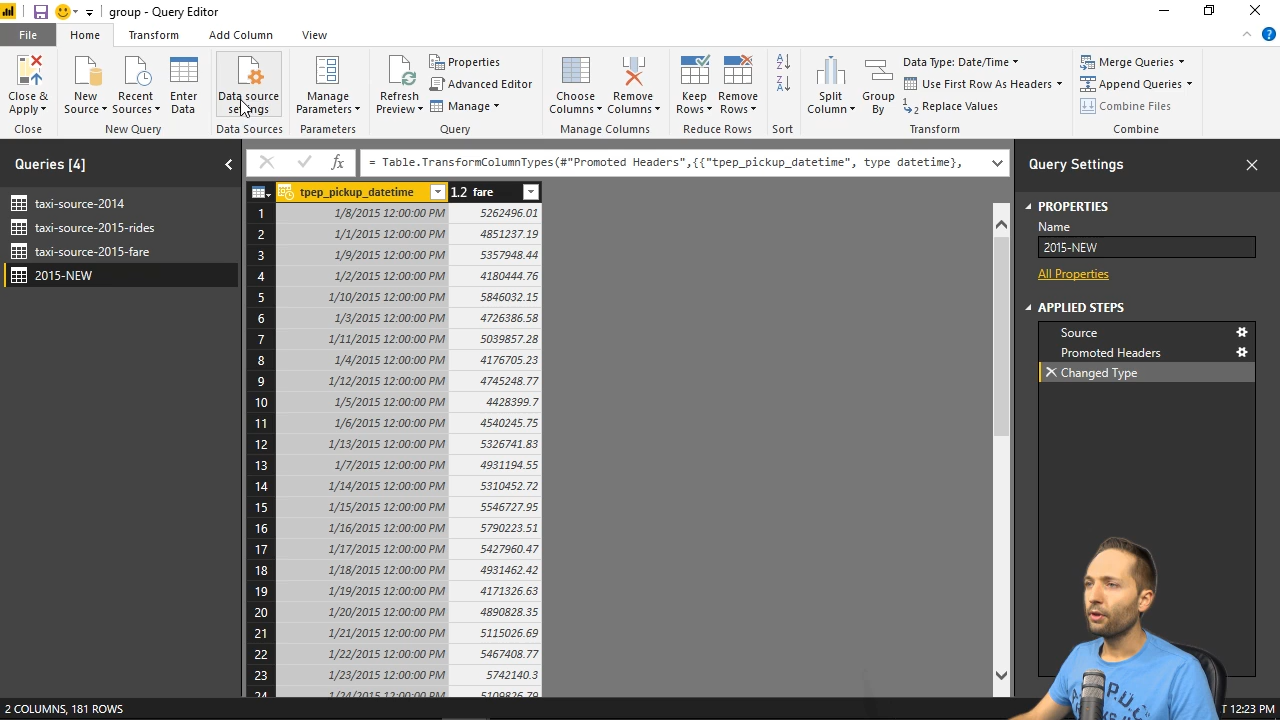 group - Query Editor
File
Home
Transform
Add Column
View
Close & Apply
New Source
Recent Sources
Enter Data
Data source settings
Manage Parameters
Refresh Preview
Properties
Advanced Editor
Manage
Choose Columns
Remove Columns
Keep Rows
Remove Rows
Split Column
Group By
Data Type: Date/Time
Use First Row As Headers
Replace Values
Merge Queries
Append Queries
Combine Files
Close
New Query
Data Sources
Parameters
Query
Manage Columns
Reduce Rows
Sort
Transform
Combine
Queries [4]
taxi-source-2014
taxi-source-2015-rides
taxi-source-2015-fare
2015-NEW
fx
= Table.TransformColumnTypes(#"Promoted Headers",{{"tpep_pickup_datetime", type datetime},
tpep_pickup_datetime 1.2 fare
1 1/8/2015 12:00:00 PM 5262496.01
2 1/1/2015 12:00:00 PM 4851237.19
3 1/9/2015 12:00:00 PM 5357948.44
4 1/2/2015 12:00:00 PM 4180444.76
5 1/10/2015 12:00:00 PM 5846032.15
6 1/3/2015 12:00:00 PM 4726386.58
7 1/11/2015 12:00:00 PM 5039857.28
8 1/4/2015 12:00:00 PM 4176705.23
9 1/12/2015 12:00:00 PM 4745248.77
10 1/5/2015 12:00:00 PM 4428399.7
11 1/6/2015 12:00:00 PM 4540245.75
12 1/13/2015 12:00:00 PM 5326741.83
13 1/7/2015 12:00:00 PM 4931194.55
14 1/14/2015 12:00:00 PM 5310452.72
15 1/15/2015 12:00:00 PM 5546727.95
16 1/16/2015 12:00:00 PM 5790223.51
17 1/17/2015 12:00:00 PM 5427960.47
18 1/18/2015 12:00:00 PM 4931462.42
19 1/19/2015 12:00:00 PM 4171326.63
20 1/20/2015 12:00:00 PM 4890828.35
21 1/21/2015 12:00:00 PM 5115026.69
22 1/22/2015 12:00:00 PM 5467408.77
23 1/23/2015 12:00:00 PM 5742140.3
24 1/24/2015 12:00:00 PM 5109826.79
Query Settings
PROPERTIES
Name
2015-NEW
All Properties
APPLIED STEPS
Source
Promoted Headers
Changed Type
2 COLUMNS, 181 ROWS
T 12:23 PM